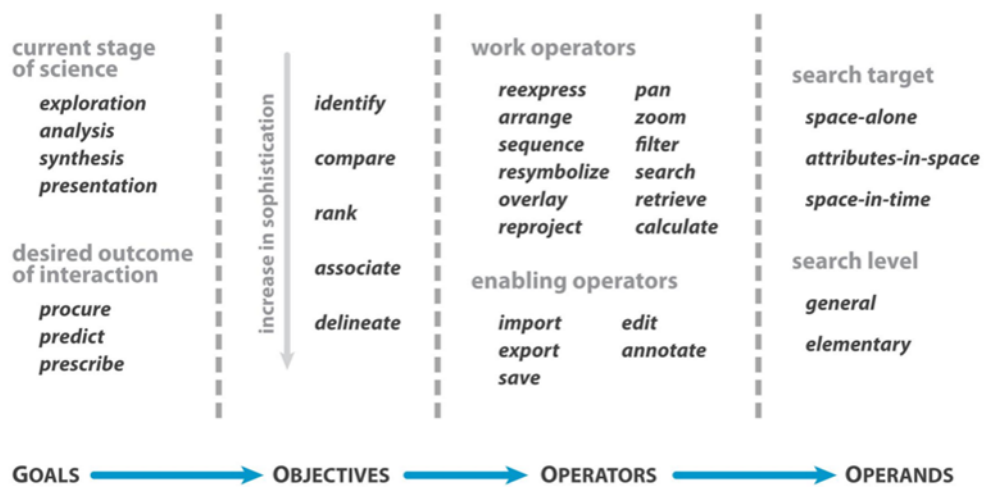 current stage
of science
exploration
analysis
synthesis
presentation
desired outcome
of interaction
procure
predict
prescribe
increase in sophistication
identify
compare
rank
associate
delineate
work operators
reexpress pan
arrange zoom
sequence filter
resymbolize search
overlay retrieve
reproject calculate
enabling operators
import edit
export annotate
save
search target
space-alone
attributes-in-space
space-in-time
search level
general
elementary
GOALS OBJECTIVES OPERATORS OPERANDS